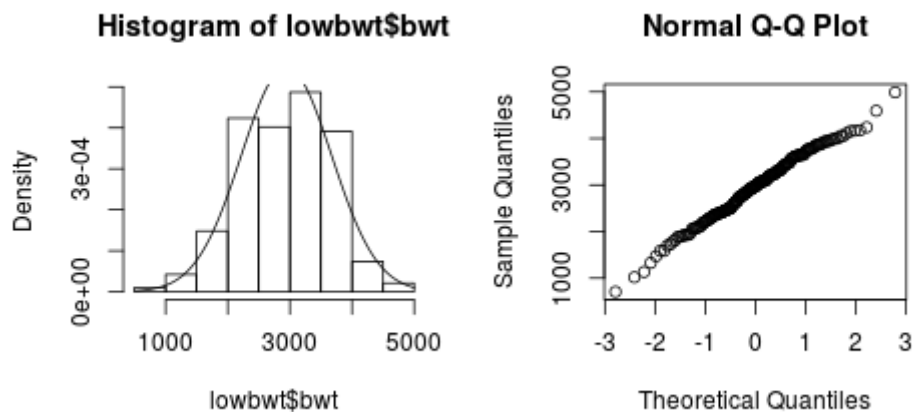 Histogram of lowbwt$bwt
Density
0e+00
3e-04
1000
3000
5000
lowbwt$bwt
Normal Q-Q Plot
Sample Quantiles
1000
3000
5000
-3
-2
-1
0
1
2
3
Theoretical Quantiles